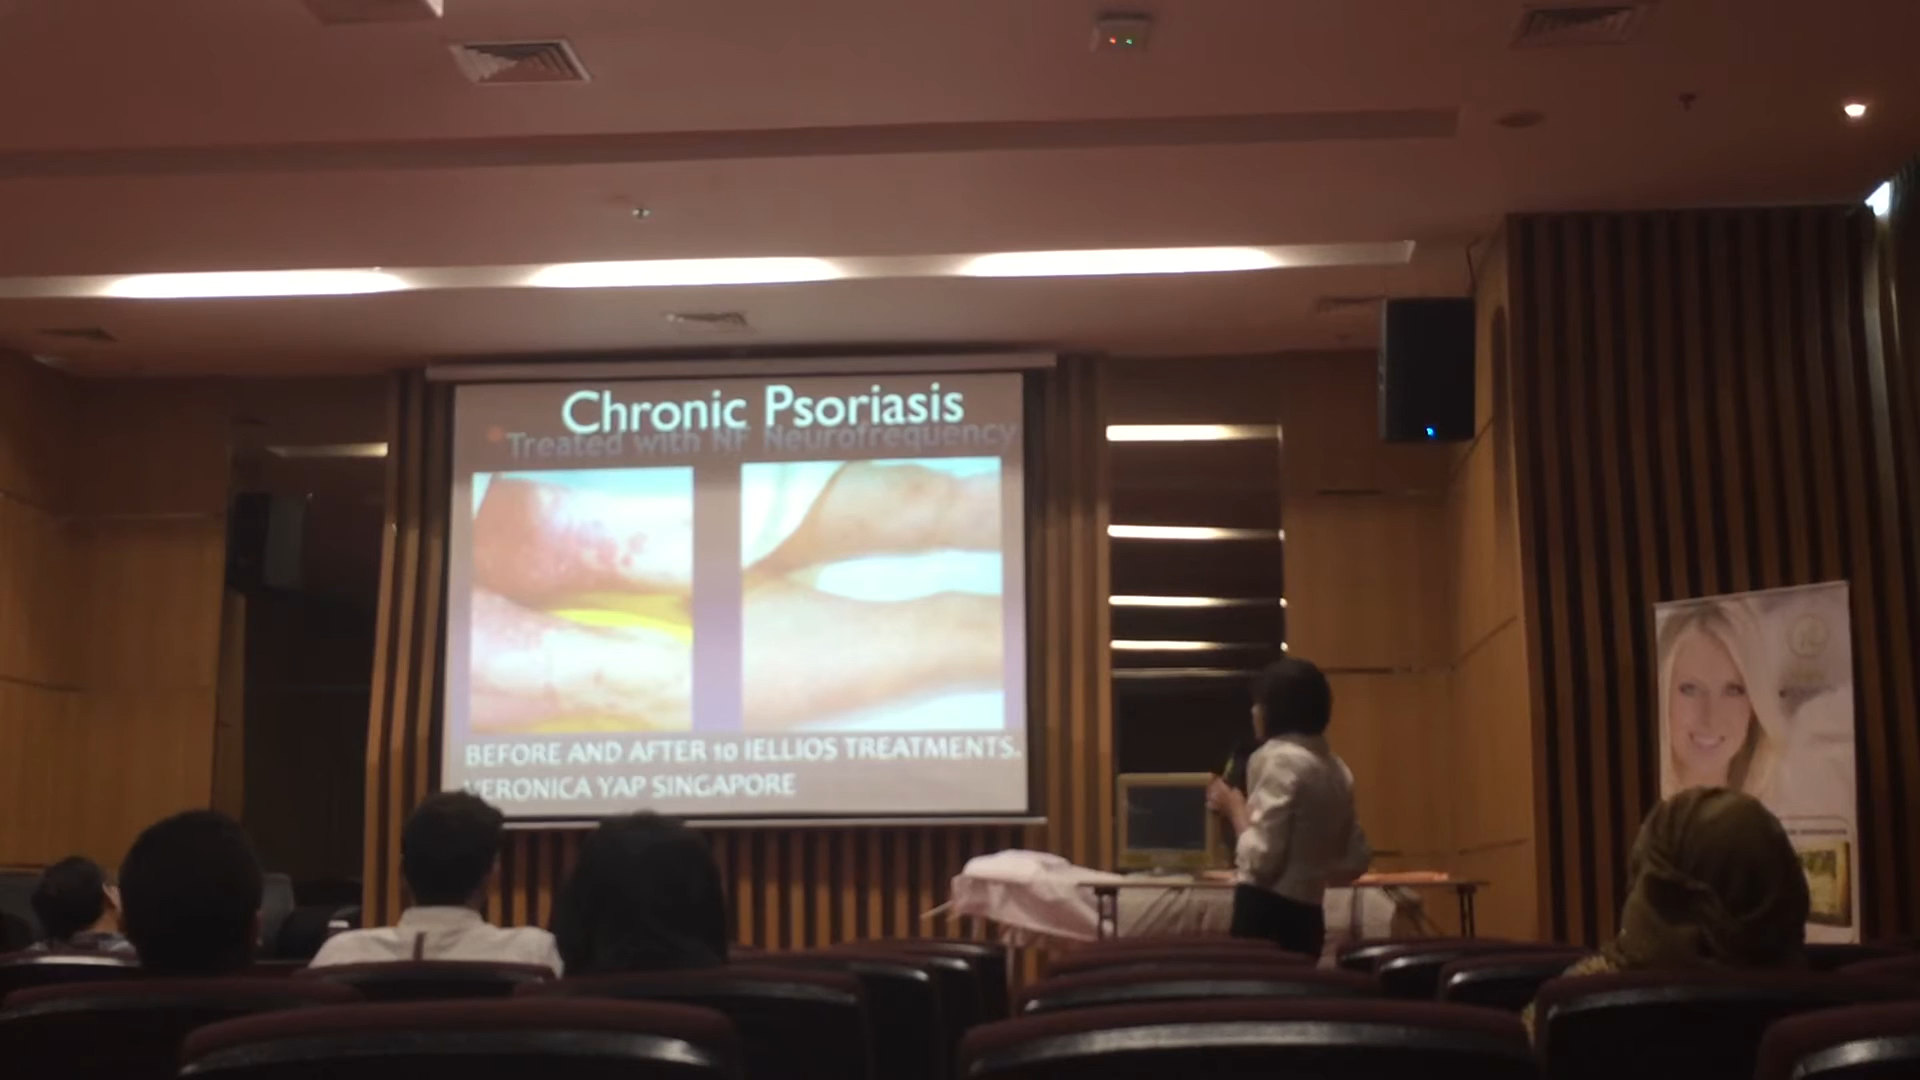 Chronic Psoriasis
Treated with NF Neurofrequency
BEFORE AND AFTER 10 IELLIOS TREATMENTS.
VERONICA YAP SINGAPORE